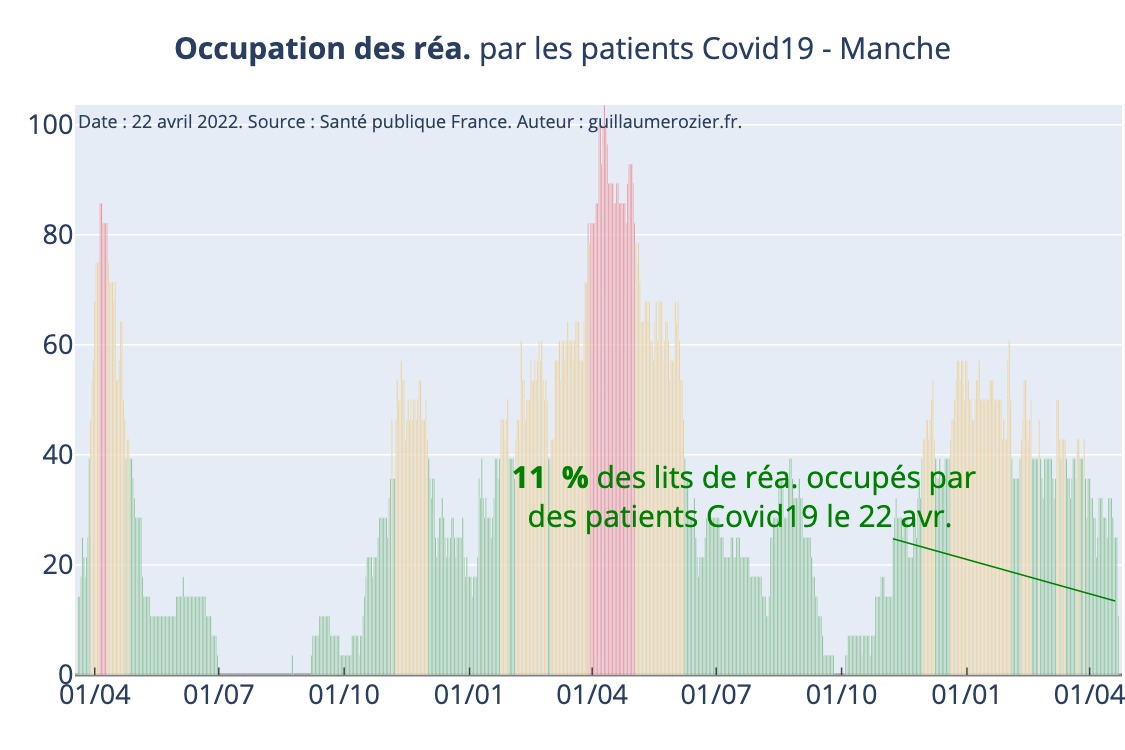 Occupation des réa. par les patients Covid19 - Manche
Date : 22 avril 2022. Source : Santé publique France. Auteur : guillaumerozier.fr.
100
80
60
40
20
0
11 % des lits de réa. occupés par
des patients Covid19 le 22 avr.
01/04 01/07 01/10 01/01 01/04 01/07 01/10 01/01 01/04